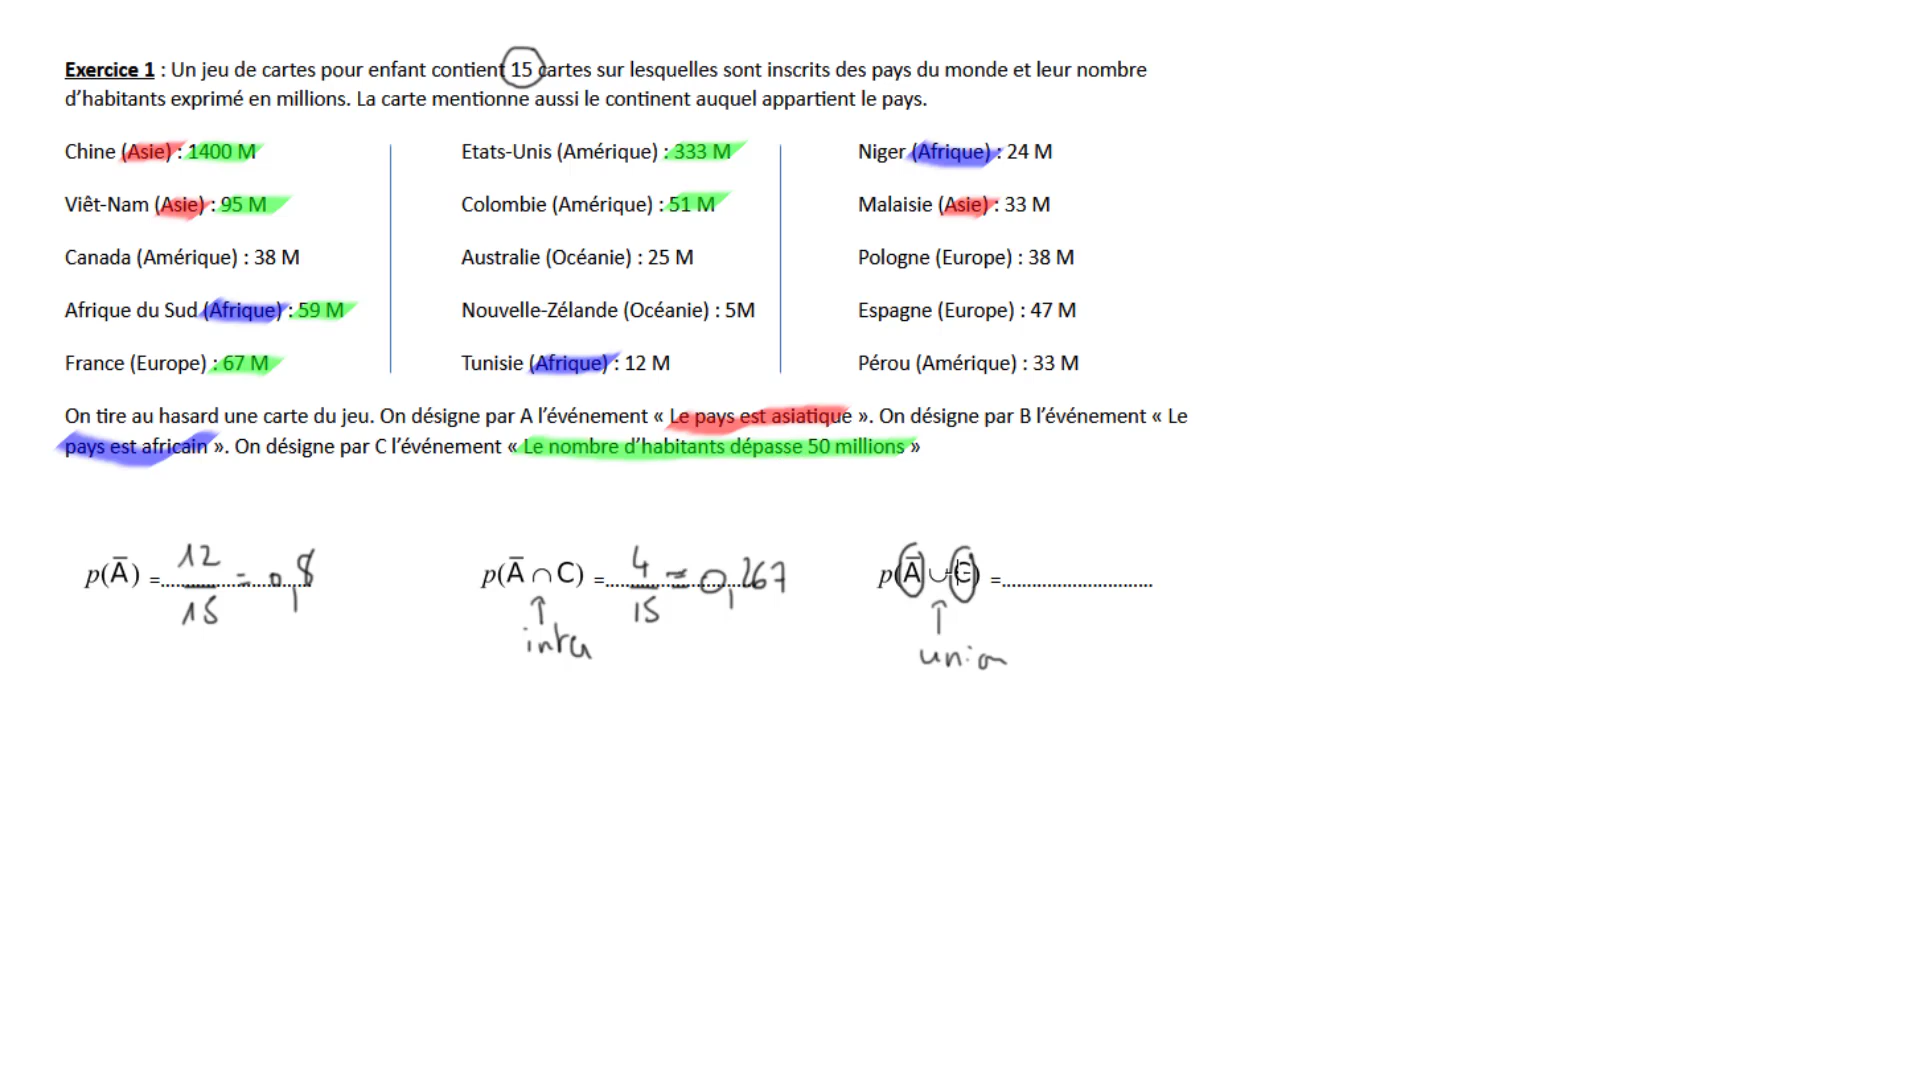 Exercice 1 : Un jeu de cartes pour enfant contient 15 cartes sur lesquelles sont inscrits des pays du monde et leur nombre
d’habitants exprimé en millions. La carte mentionne aussi le continent auquel appartient le pays.
Chine (Asie) : 1400 M
Viêt-Nam (Asie) : 95 M
Canada (Amérique) : 38 M
Afrique du Sud (Afrique) : 59 M
France (Europe) : 67 M
Etats-Unis (Amérique) : 333 M
Colombie (Amérique) : 51 M
Australie (Océanie) : 25 M
Nouvelle-Zélande (Océanie) : 5M
Tunisie (Afrique) : 12 M
Niger (Afrique) : 24 M
Malaisie (Asie) : 33 M
Pologne (Europe) : 38 M
Espagne (Europe) : 47 M
Pérou (Amérique) : 33 M
On tire au hasard une carte du jeu. On désigne par A l’événement « Le pays est asiatique ». On désigne par B l’événement « Le
pays est africain ». On désigne par C l’événement « Le nombre d’habitants dépasse 50 millions »
p(A̅) = 12/15 = 0,8
p(A̅ ∩ C) = 4/15 ≈ 0,267
↑
inter
p(A̅ ∪ C) =..............................
↑
union